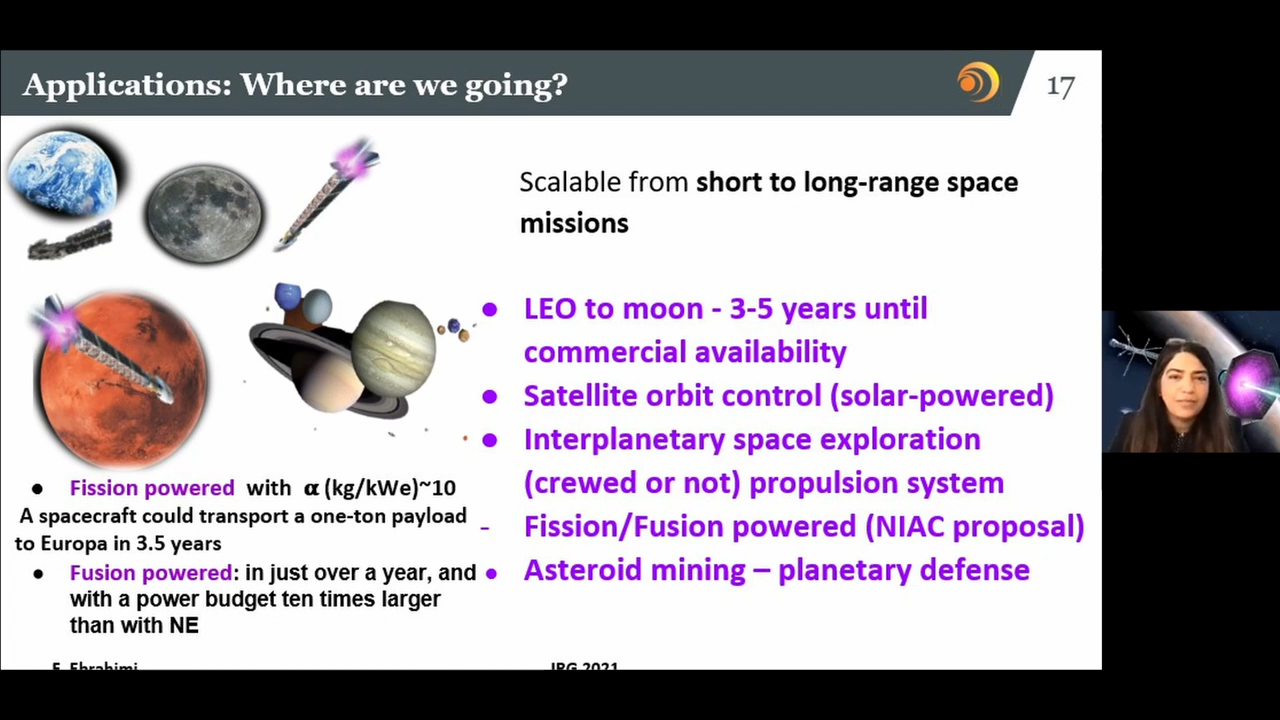 Applications: Where are we going?
17
Scalable from short to long-range space
missions
● LEO to moon - 3-5 years until
commercial availability
● Satellite orbit control (solar-powered)
● Interplanetary space exploration
(crewed or not) propulsion system
- Fission/Fusion powered (NIAC proposal)
● Asteroid mining – planetary defense
● Fission powered with α (kg/kWe)~10
A spacecraft could transport a one-ton payload
to Europa in 3.5 years
● Fusion powered: in just over a year, and
with a power budget ten times larger
than with NE
F. Ebrahimi
2021